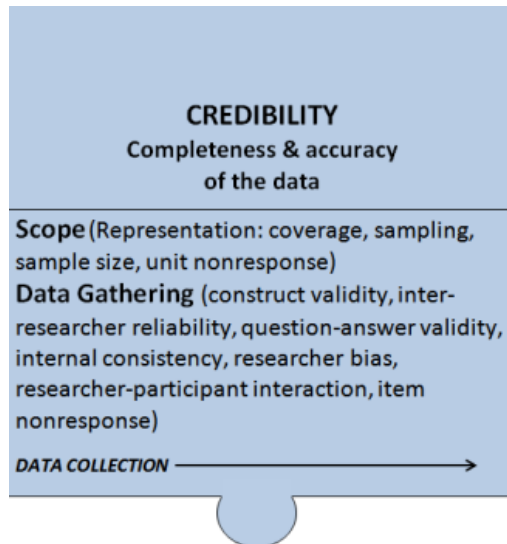 CREDIBILITY
Completeness & accuracy
of the data
Scope (Representation: coverage, sampling,
sample size, unit nonresponse)
Data Gathering (construct validity, inter-
researcher reliability, question-answer validity,
internal consistency, researcher bias,
researcher-participant interaction, item
nonresponse)
DATA COLLECTION